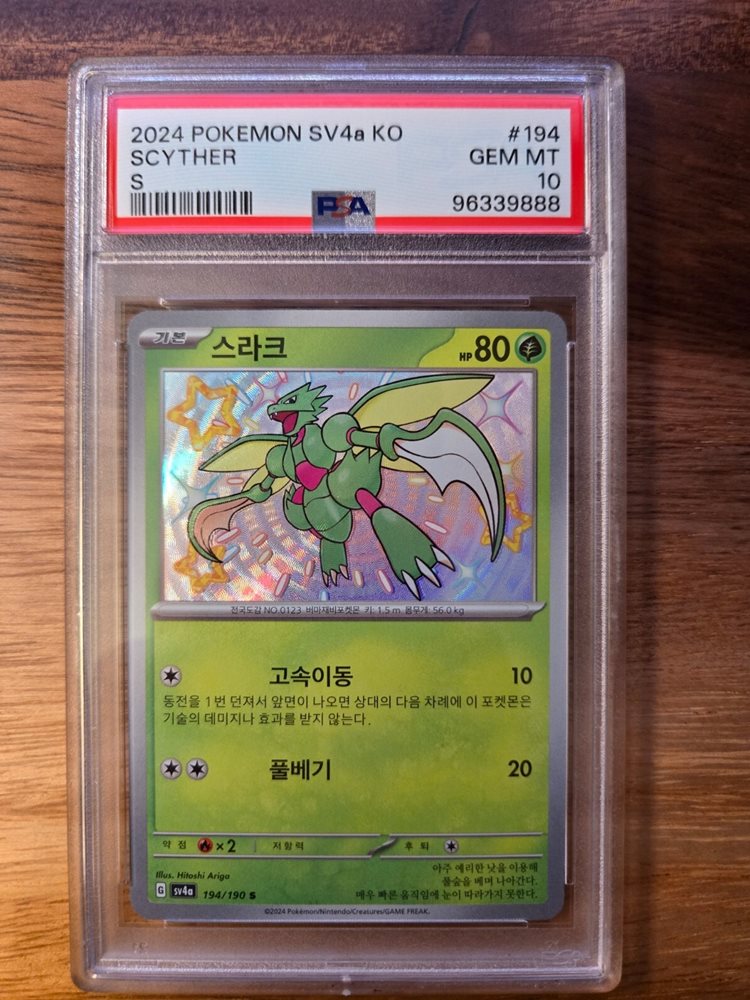 2024 POKEMON SV4a KO #194
SCYTHER GEM MT
S 10
PSA 96339888
기본 스라크 HP 80
전국도감 NO.0123 버마재비포켓몬 키: 1.5 m 몸무게: 56.0 kg
고속이동 10
동전을 1번 던져서 앞면이 나오면 상대의 다음 차례에 이 포켓몬은
기술의 데미지나 효과를 받지 않는다.
풀베기 20
약점 ×2 저항력 후퇴
Illus. Hitoshi Ariga
아주 예리한 낫을 이용해
풀숲을 베며 나아간다.
매우 빠른 움직임에 눈이 따라가지 못한다.
G sv4a 194/190 S
©2024 Pokémon/Nintendo/Creatures/GAME FREAK.